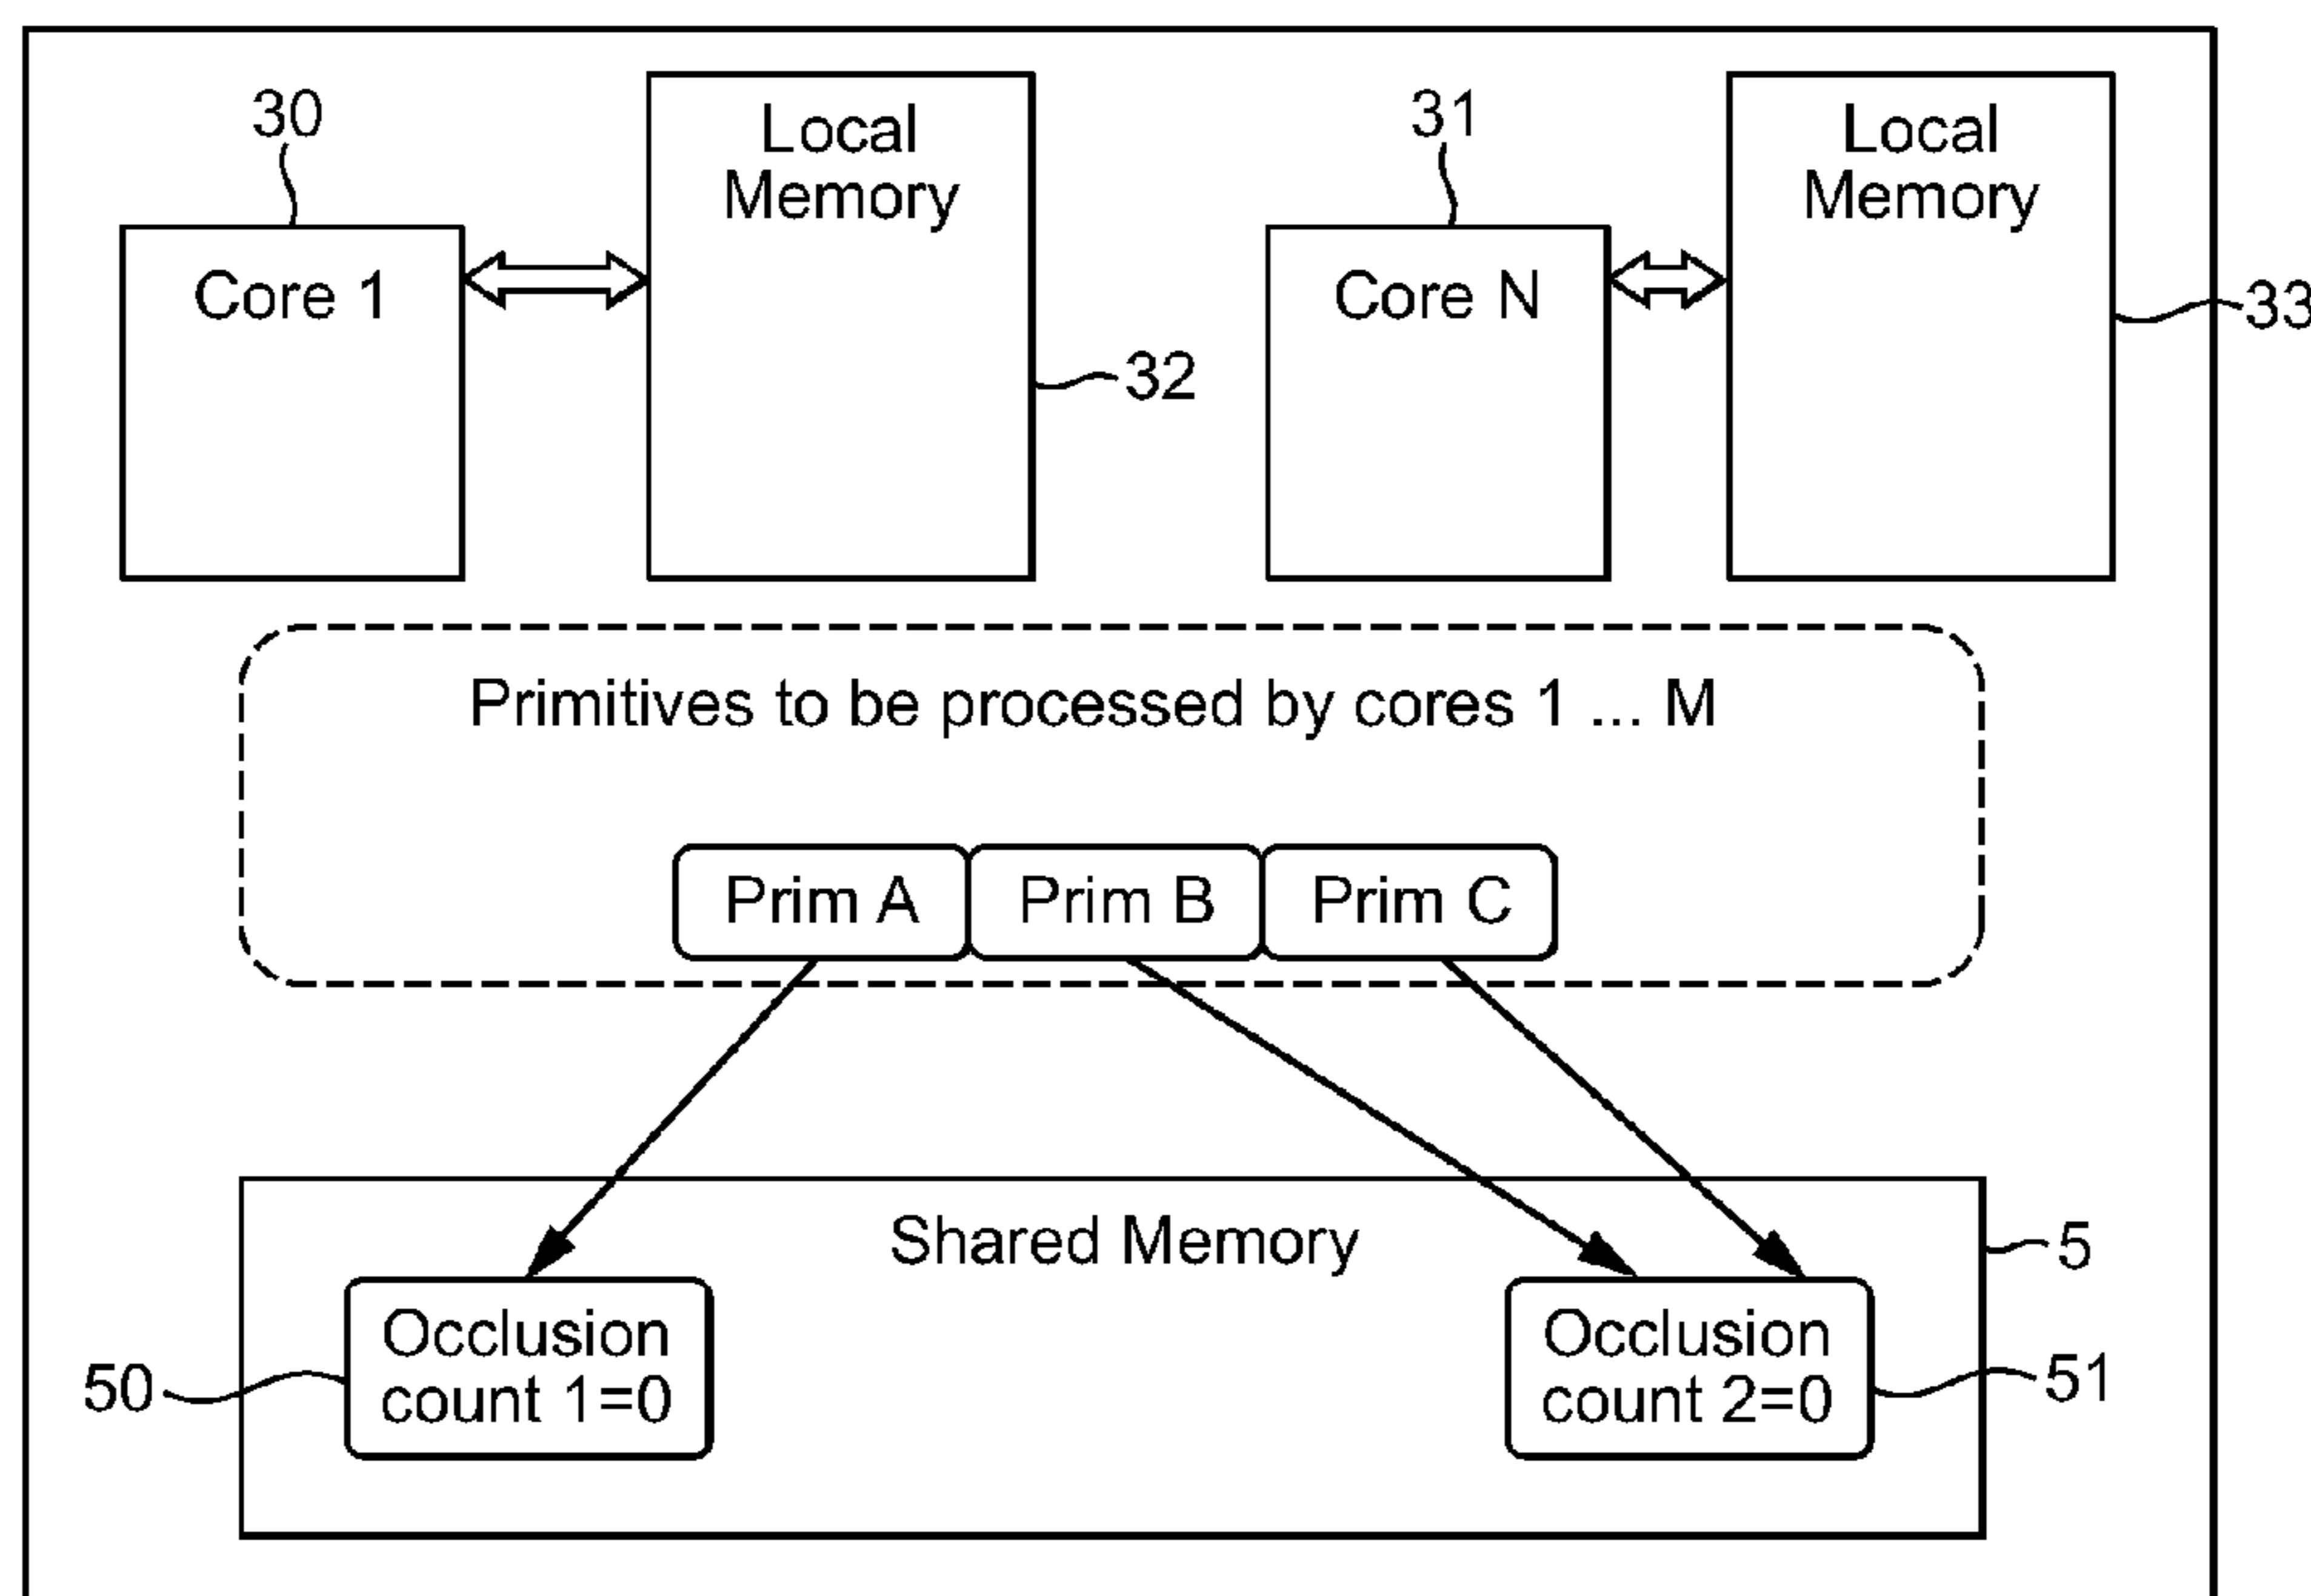 30
Local
Memory
31
Local
Memory
Core 1
Core N
33
32
Primitives to be processed by cores 1 ... M
Prim A
Prim B
Prim C
Shared Memory
5
Occlusion
count 1=0
50
Occlusion
count 2=0
51